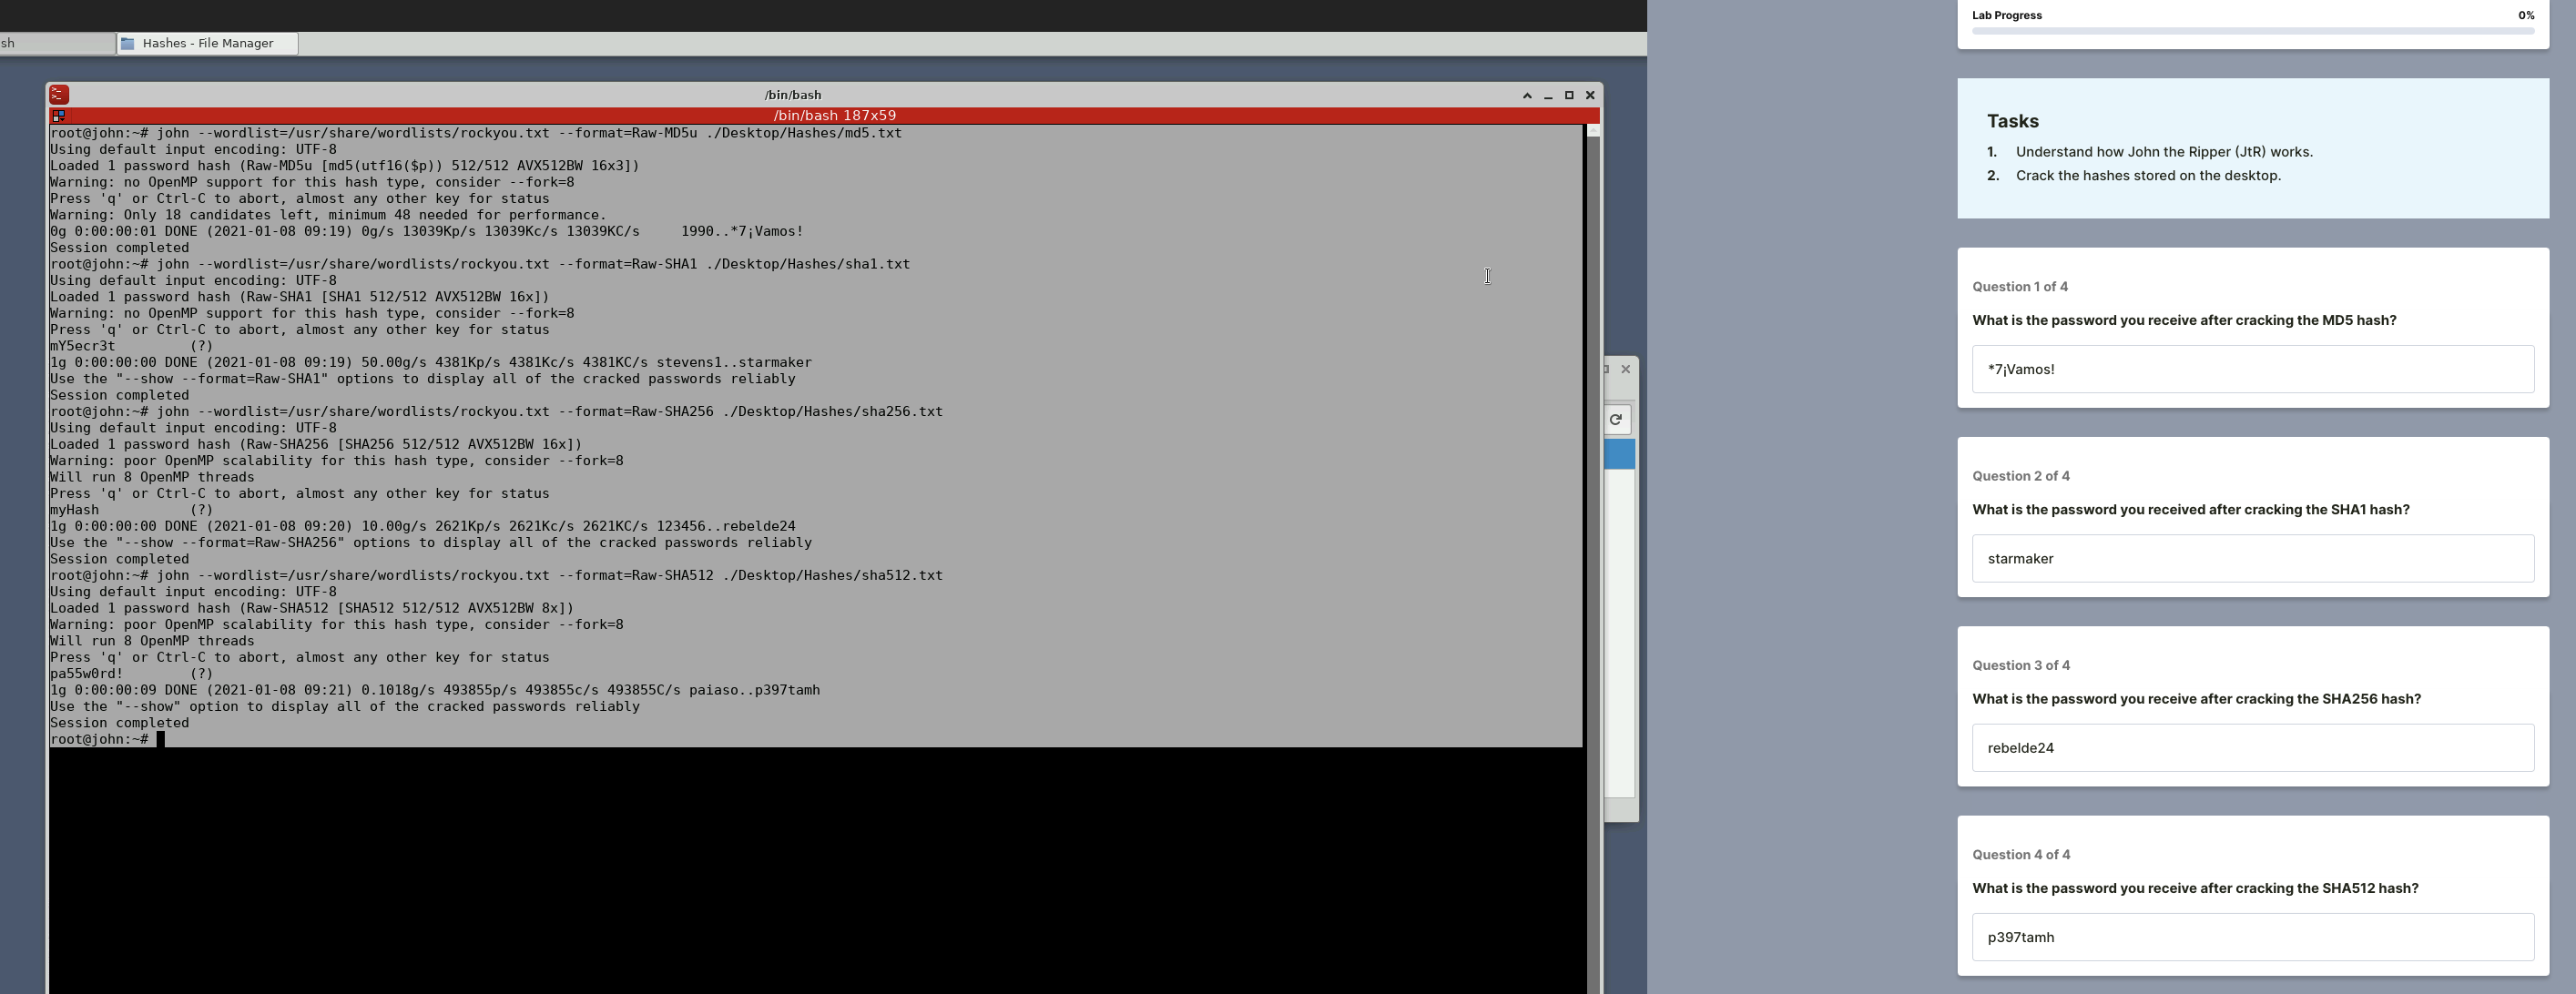 sh
Hashes - File Manager
/bin/bash
/bin/bash 187x59
root@john:~# john --wordlist=/usr/share/wordlists/rockyou.txt --format=Raw-MD5u ./Desktop/Hashes/md5.txt
Using default input encoding: UTF-8
Loaded 1 password hash (Raw-MD5u [md5(utf16($p)) 512/512 AVX512BW 16x3])
Warning: no OpenMP support for this hash type, consider --fork=8
Press 'q' or Ctrl-C to abort, almost any other key for status
Warning: Only 18 candidates left, minimum 48 needed for performance.
0g 0:00:00:01 DONE (2021-01-08 09:19) 0g/s 13039Kp/s 13039Kc/s 13039KC/s     1990..*7¡Vamos!
Session completed
root@john:~# john --wordlist=/usr/share/wordlists/rockyou.txt --format=Raw-SHA1 ./Desktop/Hashes/sha1.txt
Using default input encoding: UTF-8
Loaded 1 password hash (Raw-SHA1 [SHA1 512/512 AVX512BW 16x])
Warning: no OpenMP support for this hash type, consider --fork=8
Press 'q' or Ctrl-C to abort, almost any other key for status
mY5ecr3t         (?)
1g 0:00:00:00 DONE (2021-01-08 09:19) 50.00g/s 4381Kp/s 4381Kc/s 4381KC/s stevens1..starmaker
Use the "--show --format=Raw-SHA1" options to display all of the cracked passwords reliably
Session completed
root@john:~# john --wordlist=/usr/share/wordlists/rockyou.txt --format=Raw-SHA256 ./Desktop/Hashes/sha256.txt
Using default input encoding: UTF-8
Loaded 1 password hash (Raw-SHA256 [SHA256 512/512 AVX512BW 16x])
Warning: poor OpenMP scalability for this hash type, consider --fork=8
Will run 8 OpenMP threads
Press 'q' or Ctrl-C to abort, almost any other key for status
myHash           (?)
1g 0:00:00:00 DONE (2021-01-08 09:20) 10.00g/s 2621Kp/s 2621Kc/s 2621KC/s 123456..rebelde24
Use the "--show --format=Raw-SHA256" options to display all of the cracked passwords reliably
Session completed
root@john:~# john --wordlist=/usr/share/wordlists/rockyou.txt --format=Raw-SHA512 ./Desktop/Hashes/sha512.txt
Using default input encoding: UTF-8
Loaded 1 password hash (Raw-SHA512 [SHA512 512/512 AVX512BW 8x])
Warning: poor OpenMP scalability for this hash type, consider --fork=8
Will run 8 OpenMP threads
Press 'q' or Ctrl-C to abort, almost any other key for status
pa55w0rd!        (?)
1g 0:00:00:09 DONE (2021-01-08 09:21) 0.1018g/s 493855p/s 493855c/s 493855C/s paiaso..p397tamh
Use the "--show" option to display all of the cracked passwords reliably
Session completed
root@john:~#
Lab Progress 0%
Tasks
1. Understand how John the Ripper (JtR) works.
2. Crack the hashes stored on the desktop.
Question 1 of 4
What is the password you receive after cracking the MD5 hash?
*7¡Vamos!
Question 2 of 4
What is the password you received after cracking the SHA1 hash?
starmaker
Question 3 of 4
What is the password you receive after cracking the SHA256 hash?
rebelde24
Question 4 of 4
What is the password you receive after cracking the SHA512 hash?
p397tamh